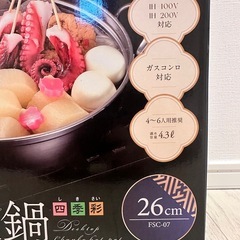 IH 100V
IH 200V
対応
ガスコンロ
対応
4〜6人用推奨
満水
容量 4.3ℓ
鍋
しきさい
四季彩
Desktop
26cm
FSC-07